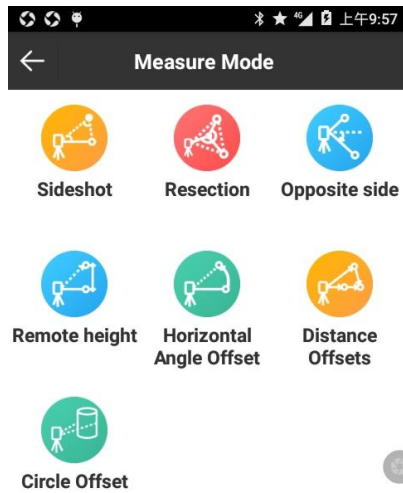 4G 上午9:57
Measure Mode
Sideshot Resection Opposite side
Remote height Horizontal Distance
Angle Offset Offsets
Circle Offset